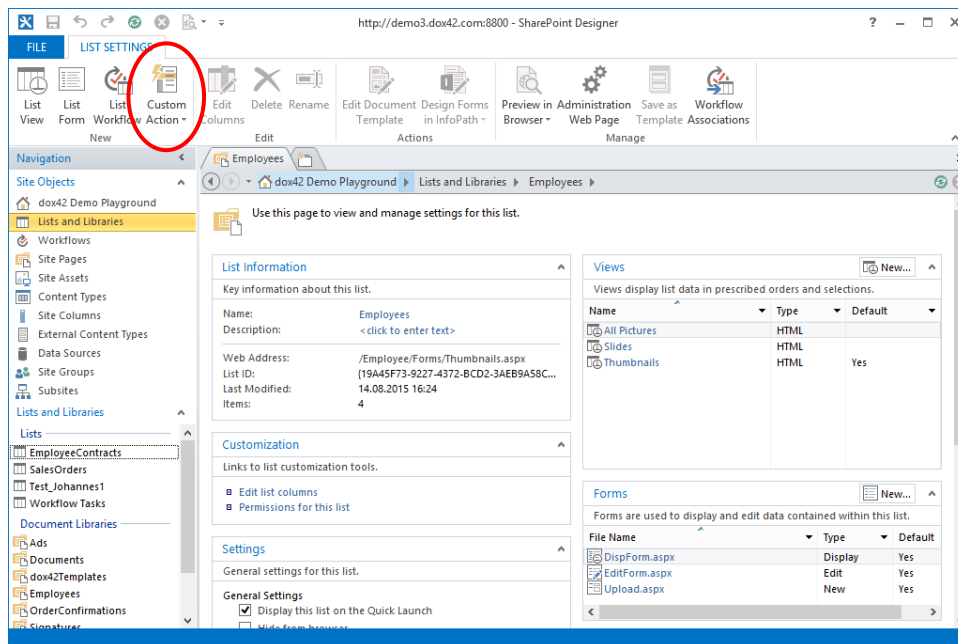 http://demo3.dox42.com:8800 - SharePoint Designer
FILE
LIST SETTINGS
List View
List Form
List Workflow
Custom Action
Edit Columns
Delete
Rename
Edit Document Template
Design Forms in InfoPath
Preview in Browser
Administration Web Page
Save as Template
Workflow Associations
New
Edit
Actions
Manage
Navigation
Site Objects
dox42 Demo Playground
Lists and Libraries
Workflows
Site Pages
Site Assets
Content Types
Site Columns
External Content Types
Data Sources
Site Groups
Subsites
Lists and Libraries
Lists
EmployeeContracts
SalesOrders
Test_Johannes1
Workflow Tasks
Document Libraries
Ads
Documents
dox42Templates
Employees
OrderConfirmations
Signatures
Employees
dox42 Demo Playground Lists and Libraries Employees
Use this page to view and manage settings for this list.
List Information
Key information about this list.
Name: Employees
Description: <click to enter text>
Web Address: /Employee/Forms/Thumbnails.aspx
List ID: {19A45F73-9227-4372-BCD2-3AEB9A58C...
Last Modified: 14.08.2015 16:24
Items: 4
Customization
Links to list customization tools.
Edit list columns
Permissions for this list
Settings
General settings for this list.
General Settings
Display this list on the Quick Launch
Hide from browser
Views
New...
Views display list data in prescribed orders and selections.
Name Type Default
All Pictures HTML
Slides HTML
Thumbnails HTML Yes
Forms
New...
Forms are used to display and edit data contained within this list.
File Name Type Default
DispForm.aspx Display Yes
EditForm.aspx Edit Yes
Upload.aspx New Yes